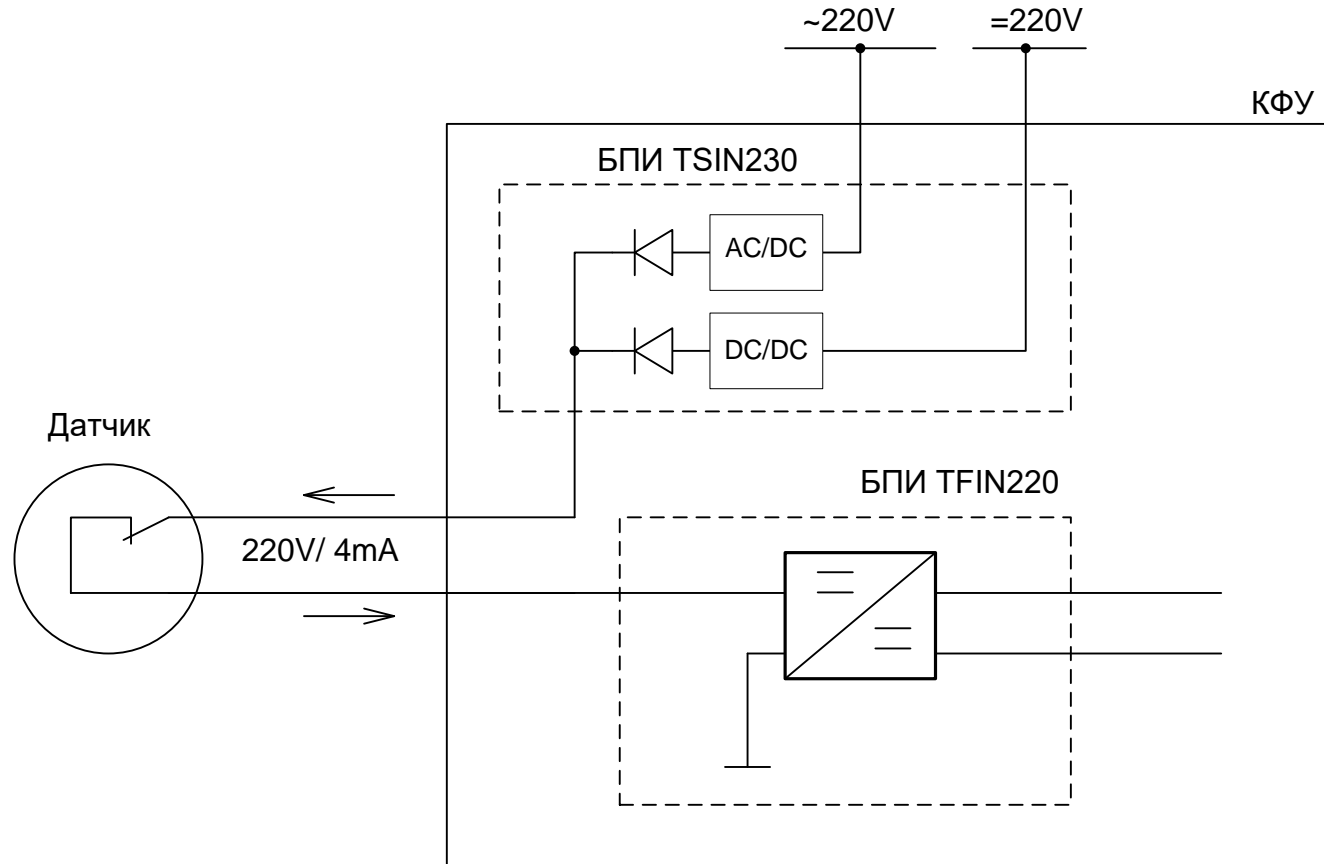 ~220V =220V
КФУ
БПИ TSIN230
AC/DC
DC/DC
Датчик
БПИ TFIN220
220V/ 4mA